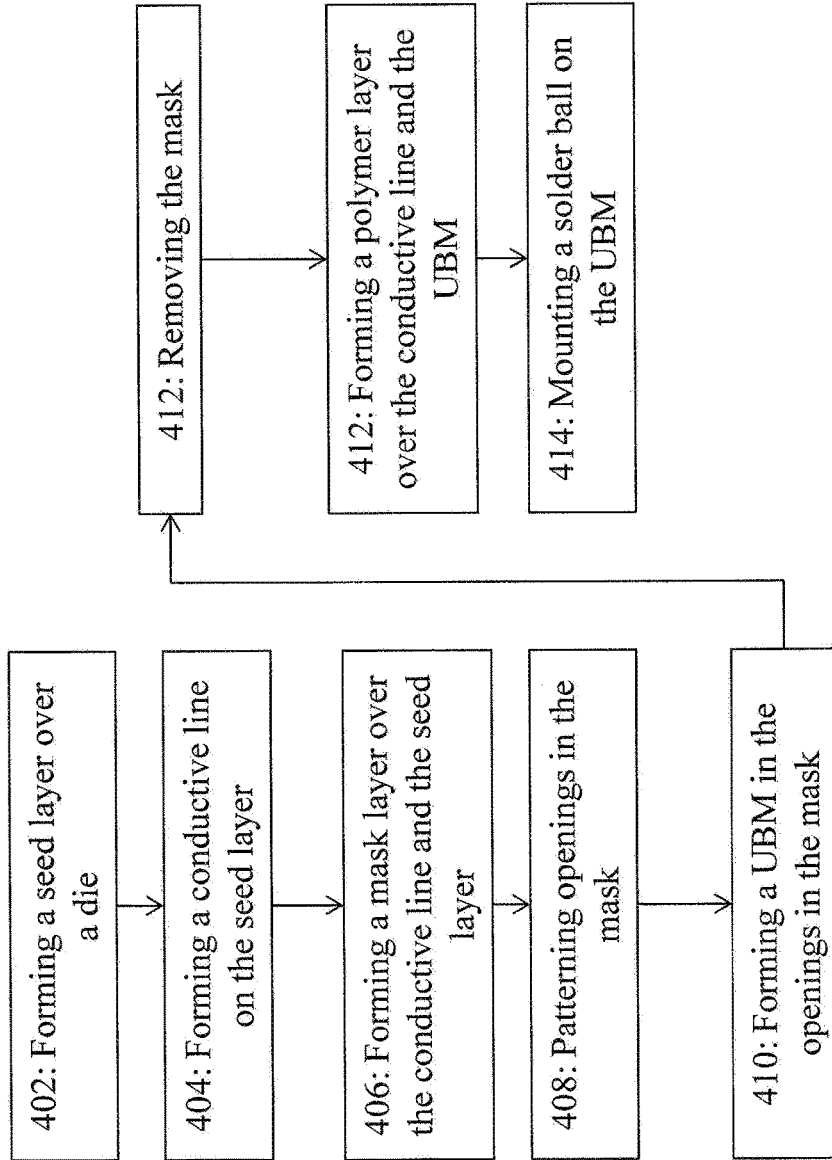 402: Forming a seed layer over
a die
404: Forming a conductive line
on the seed layer
406: Forming a mask layer over
the conductive line and the seed
layer
408: Patterning openings in the
mask
410: Forming a UBM in the
openings in the mask
412: Removing the mask
412: Forming a polymer layer
over the conductive line and the
UBM
414: Mounting a solder ball on
the UBM